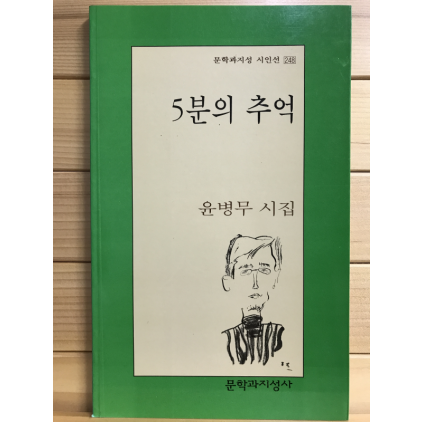 문학과지성 시인선 248
5분의 추억
윤병무 시집
문학과지성사